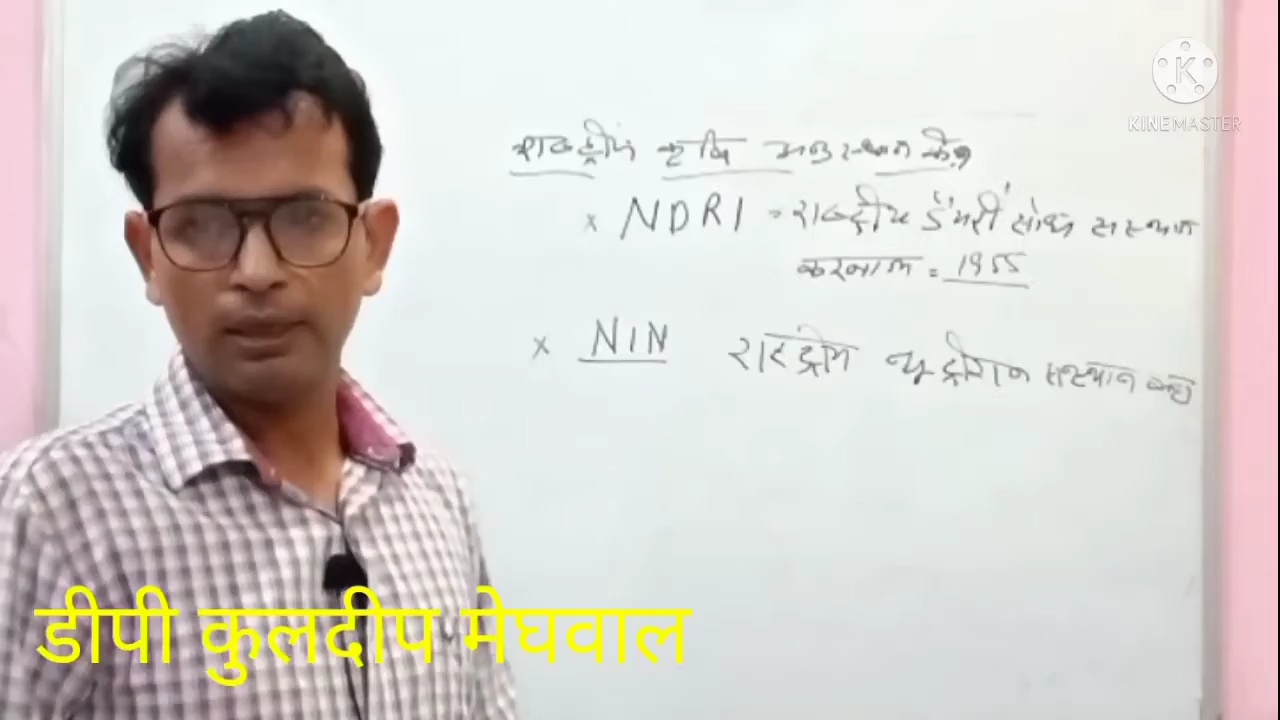 KINEMASTER
राष्ट्रीय कृषि अनुस्थान केन्द्र
× NDRI = राष्ट्रीय डेयरी सोध संस्थान
करनाल = 1955
× NIN राष्ट्रीय न्यूट्रीशन संस्थान
डीपी कुलदीप मेघवाल